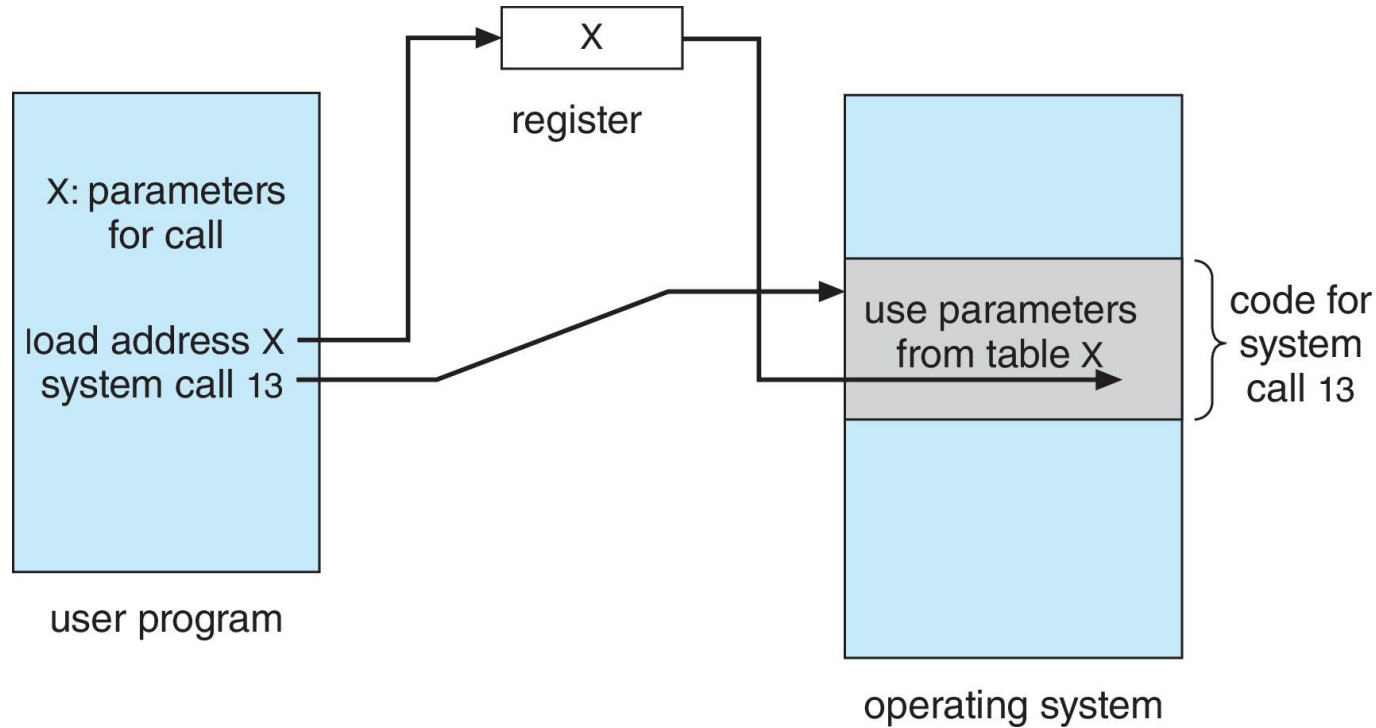 X
register
X: parameters
for call
load address X
system call 13
user program
use parameters
from table X
code for
system
call 13
operating system